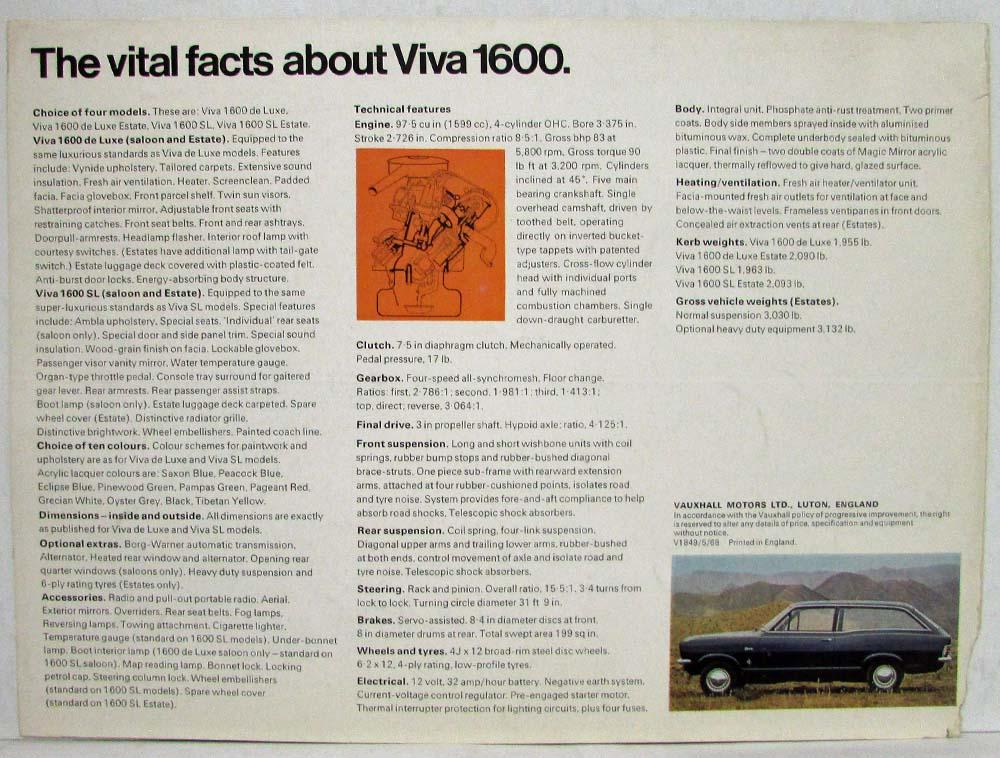 The vital facts about Viva 1600.
Choice of four models. These are: Viva 1600 de Luxe,
Viva 1600 de Luxe Estate, Viva 1600 SL, Viva 1600 SL Estate.
Viva 1600 de Luxe (saloon and Estate). Equipped to the
same luxurious standards as Viva de Luxe models. Features
include: Vynide upholstery. Tailored carpets. Extensive sound
insulation. Fresh air ventilation. Heater. Screenclean. Padded
facia. Facia glovebox. Front parcel shelf. Twin sun visors.
Shatterproof interior mirror. Adjustable front seats with
restraining catches. Front seat belts. Front and rear ashtrays.
Doorpull-armrests. Headlamp flasher. Interior roof lamp with
courtesy switches. (Estates have additional lamp with tail-gate
switch.) Estate luggage deck covered with plastic-coated felt.
Anti-burst door locks. Energy-absorbing body structure.
Viva 1600 SL (saloon and Estate). Equipped to the same
super-luxurious standards as Viva SL models. Special features
include: Ambla upholstery. Special seats. 'Individual' rear seats
(saloon only). Special door and side panel trim. Special sound
insulation. Wood-grain finish on facia. Lockable glovebox.
Passenger visor vanity mirror. Water temperature gauge.
Organ-type throttle pedal. Console tray surround for gaitered
gear lever. Rear armrests. Rear passenger assist straps.
Boot lamp (saloon only). Estate luggage deck carpeted. Spare
wheel cover (Estate). Distinctive radiator grille.
Distinctive brightwork. Wheel embellishers. Painted coach line.
Choice of ten colours. Colour schemes for paintwork and
upholstery are as for Viva de Luxe and Viva SL models.
Acrylic lacquer colours are: Saxon Blue, Peacock Blue,
Eclipse Blue, Pinewood Green, Pampas Green, Pageant Red,
Grecian White, Oyster Grey, Black, Tibetan Yellow.
Dimensions – inside and outside. All dimensions are exactly
as published for Viva de Luxe and Viva SL models.
Optional extras. Borg-Warner automatic transmission.
Alternator. Heated rear window and alternator. Opening rear
quarter windows (saloons only). Heavy duty suspension and
6-ply rating tyres (Estates only).
Accessories. Radio and pull-out portable radio. Aerial.
Exterior mirrors. Overriders. Rear seat belts. Fog lamps.
Reversing lamps. Towing attachment. Cigarette lighter.
Temperature gauge (standard on 1600 SL models). Under-bonnet
lamp. Boot interior lamp (1600 de Luxe saloon only – standard on
1600 SL saloon). Map reading lamp. Bonnet lock. Locking
petrol cap. Steering column lock. Wheel embellishers
(standard on 1600 SL models). Spare wheel cover
(standard on 1600 SL Estate).
Technical features
Engine. 97·5 cu in (1599 cc), 4-cylinder OHC. Bore 3·375 in.
Stroke 2·726 in. Compression ratio 8·5:1. Gross bhp 83 at
5,800 rpm. Gross torque 90
lb ft at 3,200 rpm. Cylinders
inclined at 45°. Five main
bearing crankshaft. Single
overhead camshaft, driven by
toothed belt, operating
directly on inverted bucket-
type tappets with patented
adjusters. Cross-flow cylinder
head with individual ports
and fully machined
combustion chambers. Single
down-draught carburetter.
Clutch. 7·5 in diaphragm clutch. Mechanically operated.
Pedal pressure, 17 lb.
Gearbox. Four-speed all-synchromesh. Floor change.
Ratios: first, 2·786:1; second, 1·981:1; third, 1·413:1;
top, direct; reverse, 3·064:1.
Final drive. 3 in propeller shaft. Hypoid axle; ratio, 4·125:1.
Front suspension. Long and short wishbone units with coil
springs, rubber bump stops and rubber-bushed diagonal
brace-struts. One piece sub-frame with rearward extension
arms, attached at four rubber-cushioned points, isolates road
and tyre noise. System provides fore-and-aft compliance to help
absorb road shocks. Telescopic shock absorbers.
Rear suspension. Coil spring, four-link suspension.
Diagonal upper arms and trailing lower arms, rubber-bushed
at both ends, control movement of axle and isolate road and
tyre noise. Telescopic shock absorbers.
Steering. Rack and pinion. Overall ratio, 15·5:1. 3·4 turns from
lock to lock. Turning circle diameter 31 ft 9 in.
Brakes. Servo-assisted. 8·4 in diameter discs at front,
8 in diameter drums at rear. Total swept area 199 sq in.
Wheels and tyres. 4J x 12 broad-rim steel disc wheels.
6·2 x 12, 4-ply rating, low-profile tyres.
Electrical. 12 volt, 32 amp/hour battery. Negative earth system.
Current-voltage control regulator. Pre-engaged starter motor.
Thermal interrupter protection for lighting circuits, plus four fuses.
Body. Integral unit. Phosphate anti-rust treatment. Two primer
coats. Body side members sprayed inside with aluminised
bituminous wax. Complete underbody sealed with bituminous
plastic. Final finish – two double coats of Magic Mirror acrylic
lacquer, thermally reflowed to give hard, glazed surface.
Heating/ventilation. Fresh air heater/ventilator unit.
Facia-mounted fresh air outlets for ventilation at face and
below-the-waist levels. Frameless ventipanes in front doors.
Concealed air extraction vents at rear (Estates).
Kerb weights. Viva 1600 de Luxe 1,955 lb.
Viva 1600 de Luxe Estate 2,090 lb.
Viva 1600 SL 1,963 lb.
Viva 1600 SL Estate 2,093 lb.
Gross vehicle weights (Estates).
Normal suspension 3,030 lb.
Optional heavy duty equipment 3,132 lb.
VAUXHALL MOTORS LTD., LUTON, ENGLAND
In accordance with the Vauxhall policy of progressive improvement, the right
is reserved to alter any details of price, specification and equipment
without notice.
V1849/5/68 Printed in England.